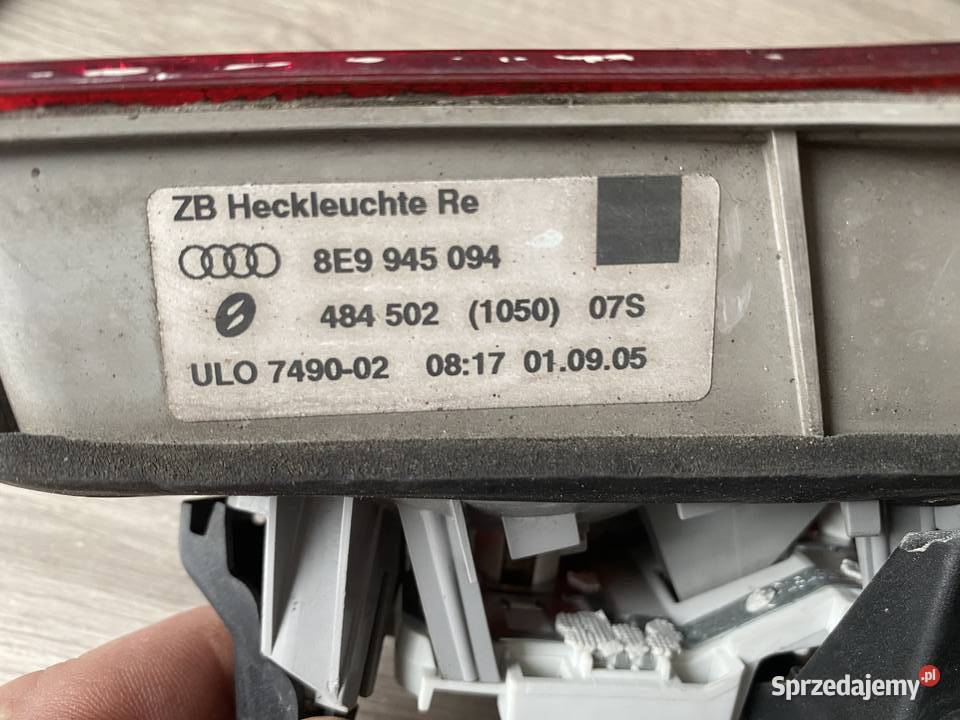 ZB Heckleuchte Re
8E9 945 094
484 502 (1050) 07S
ULO 7490-02 08:17 01.09.05
Sprzedajemy.pl